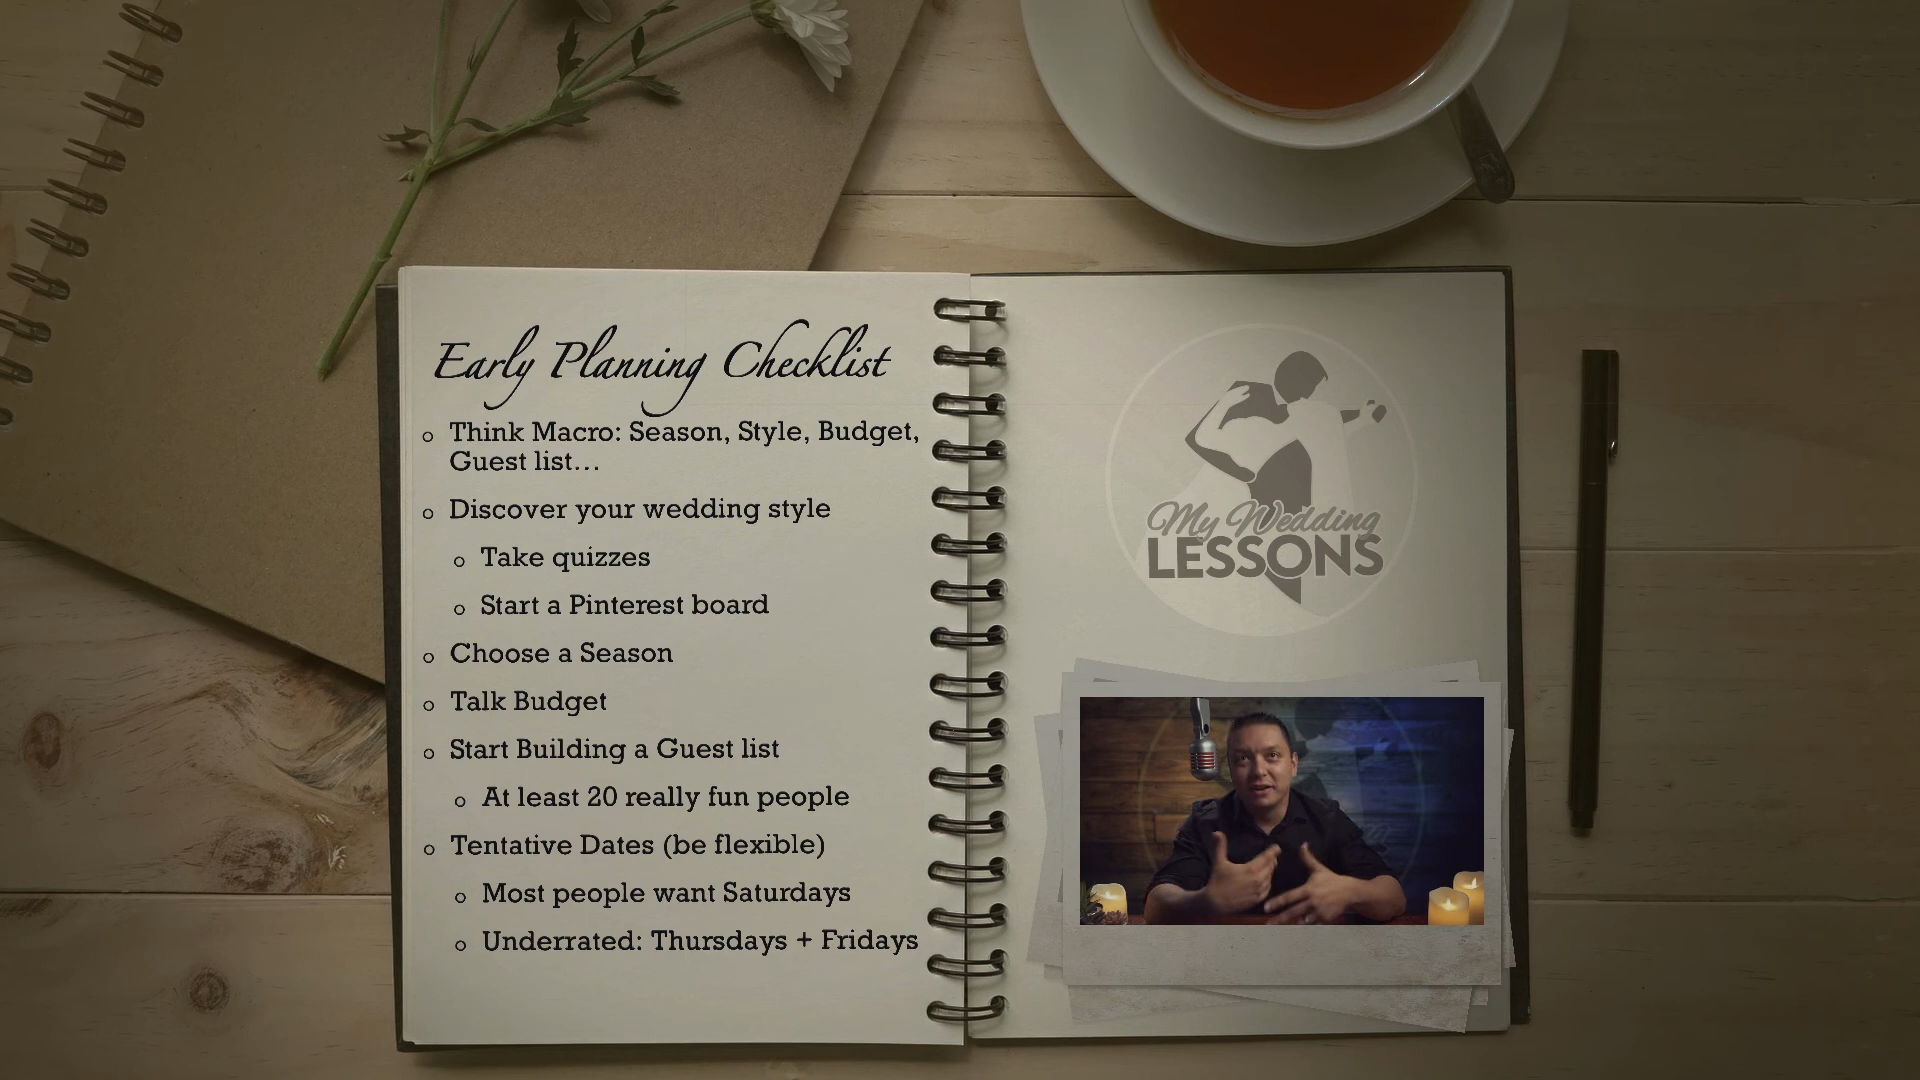 Early Planning Checklist
Think Macro: Season, Style, Budget,
Guest list...
Discover your wedding style
Take quizzes
Start a Pinterest board
Choose a Season
Talk Budget
Start Building a Guest list
At least 20 really fun people
Tentative Dates (be flexible)
Most people want Saturdays
Underrated: Thursdays + Fridays
My Wedding
LESSONS